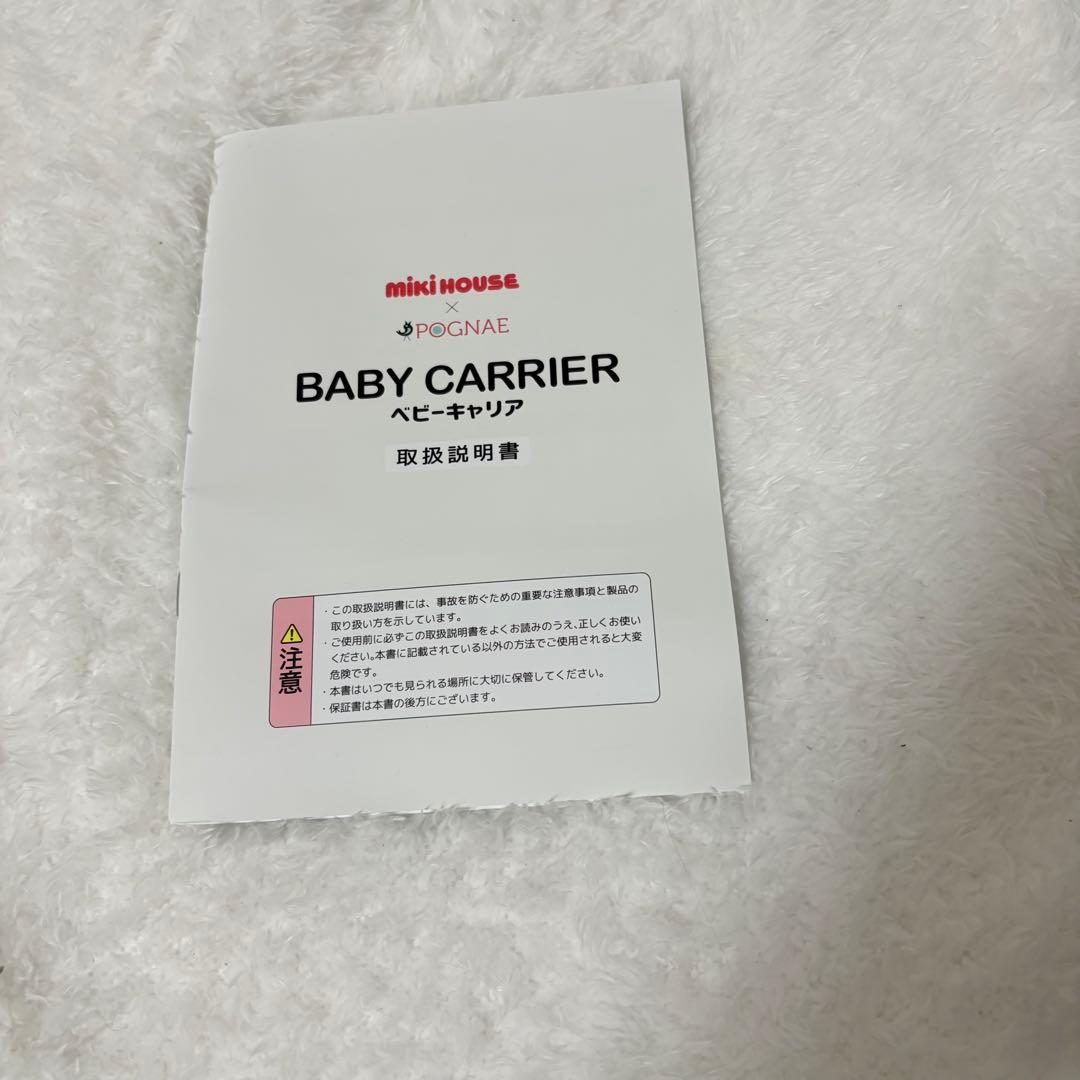 miki HOUSE
×
POGNAE
BABY CARRIER
ベビーキャリア
取扱説明書
注意
・この取扱説明書には、事故を防ぐための重要な注意事項と製品の
取り扱い方を示しています。
・ご使用前に必ずこの取扱説明書をよくお読みのうえ、正しくお使い
ください。本書に記載されている以外の方法でご使用されると大変
危険です。
・本書はいつでも見られる場所に大切に保管してください。
・保証書は本書の後方にございます。